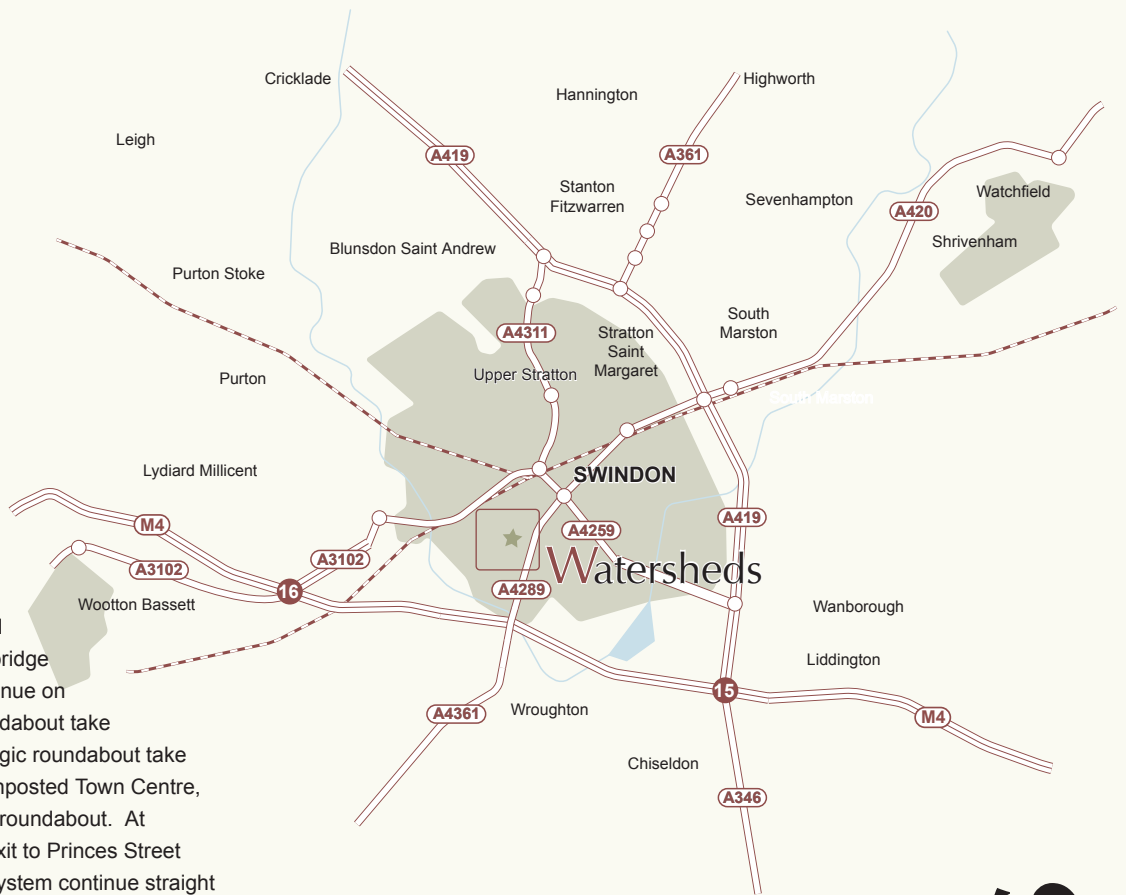 Cricklade
Highworth
Hannington
Leigh
A419
A361
Stanton
Fitzwarren
Sevenhampton
Watchfield
A420
Shrivenham
Blunsdon Saint Andrew
Purton Stoke
South
Marston
A4311
Stratton
Saint
Margaret
Purton
Upper Stratton
South Marston
Lydiard Millicent
SWINDON
M4
A419
A4259
A3102
A3102
Watersheds
16
A4289
Wootton Bassett
Wanborough
bridge
nue on
Liddington
15
dabout take
A4361
Wroughton
M4
gic roundabout take
Chiseldon
nposted Town Centre,
A346
roundabout. At
xit to Princes Street
ystem continue straight